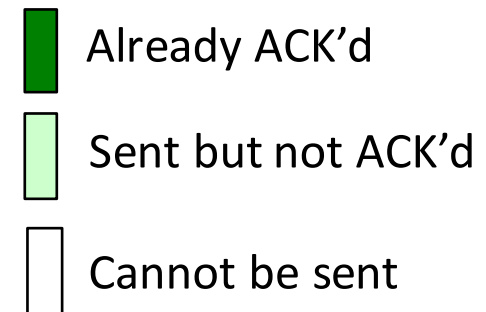 Already ACK’d
Sent but not ACK’d
Cannot be sent